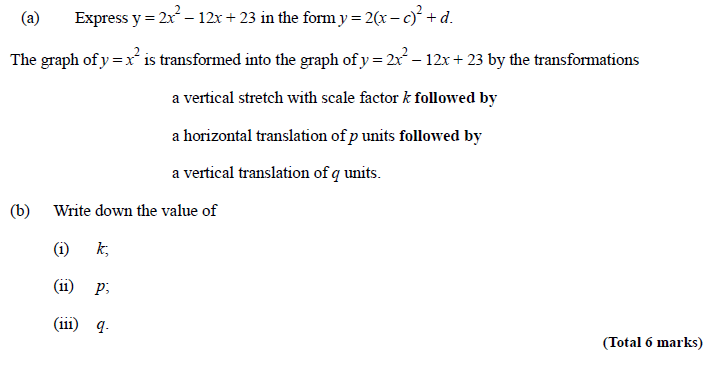 (a) Express y = 2x² – 12x + 23 in the form y = 2(x – c)² + d.
The graph of y = x² is transformed into the graph of y = 2x² – 12x + 23 by the transformations
a vertical stretch with scale factor k followed by
a horizontal translation of p units followed by
a vertical translation of q units.
(b) Write down the value of
(i) k;
(ii) p;
(iii) q.
(Total 6 marks)